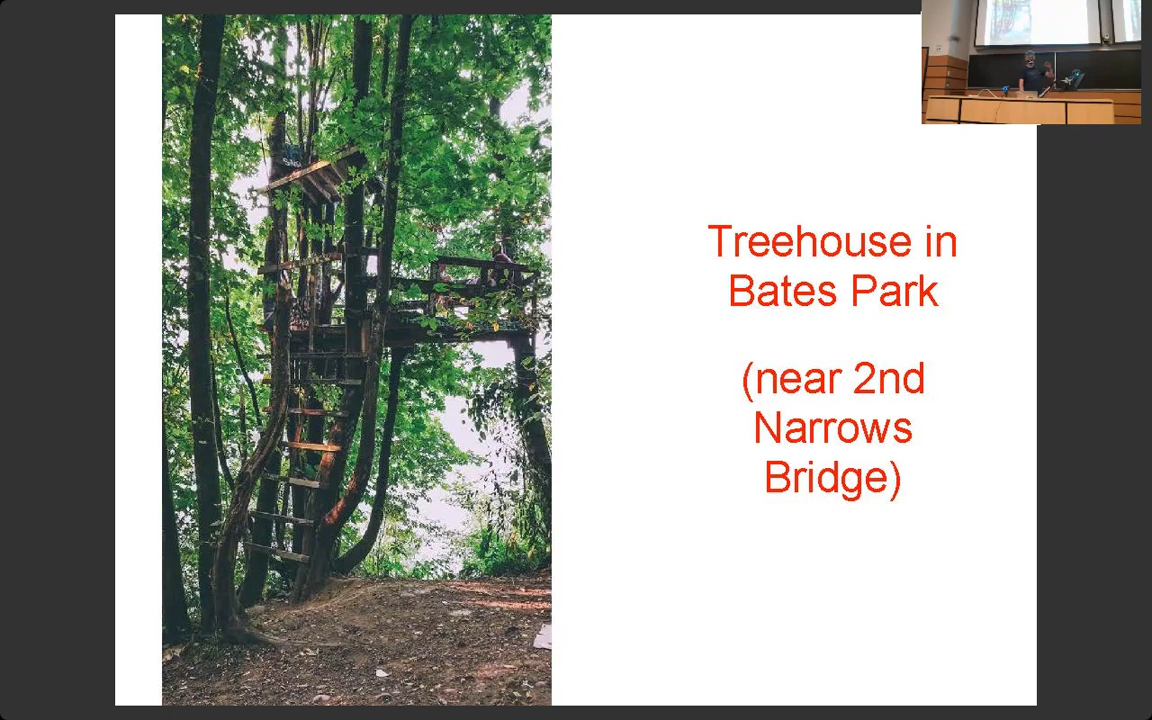 Treehouse in
Bates Park
(near 2nd
Narrows
Bridge)